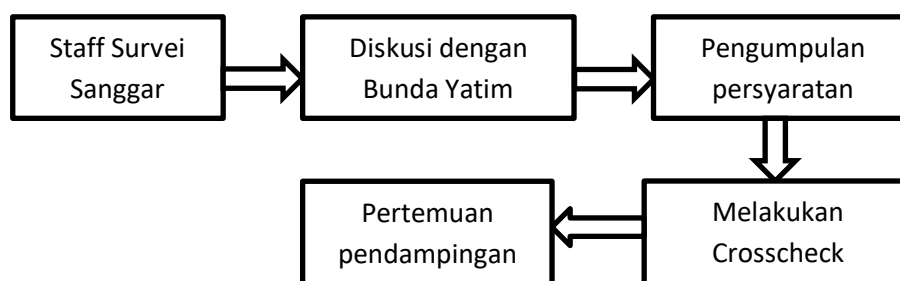 Staff Survei
Sanggar
Diskusi dengan
Bunda Yatim
Pengumpulan
persyaratan
Melakukan
Crosscheck
Pertemuan
pendampingan